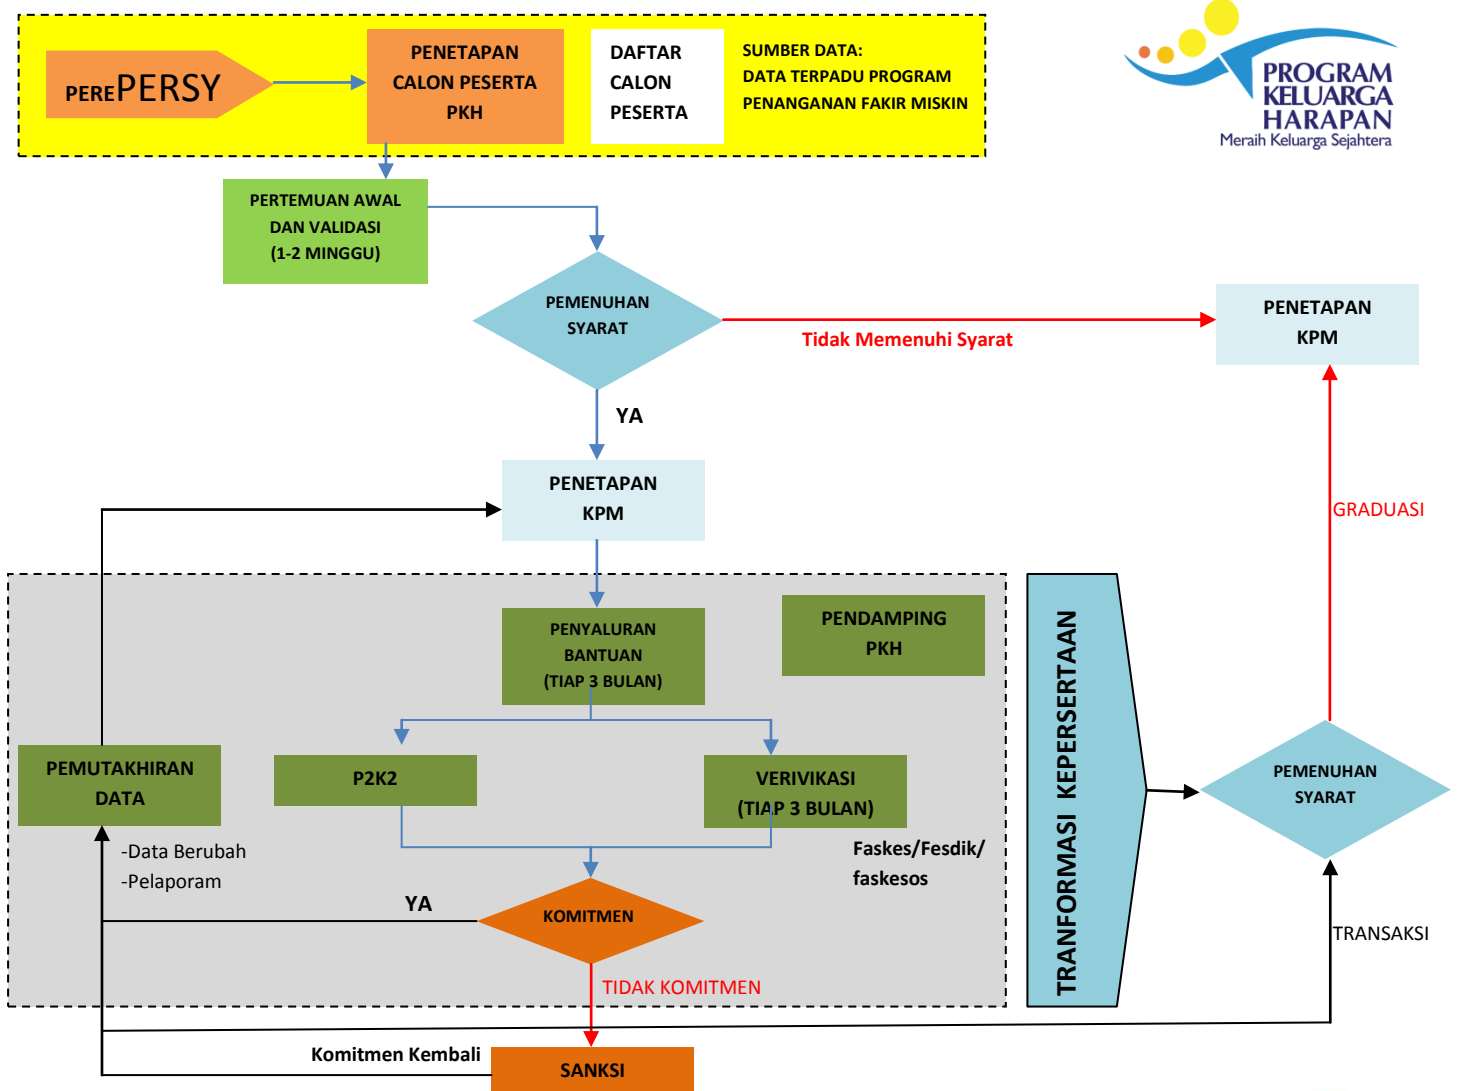 PEREPERSY
PENETAPAN
CALON PESERTA
PKH
DAFTAR
CALON
PESERTA
SUMBER DATA:
DATA TERPADU PROGRAM
PENANGANAN FAKIR MISKIN
PROGRAM
KELUARGA
HARAPAN
Meraih Keluarga Sejahtera
PERTEMUAN AWAL
DAN VALIDASI
(1-2 MINGGU)
PEMENUHAN
SYARAT
Tidak Memenuhi Syarat
PENETAPAN
KPM
YA
PENETAPAN
KPM
GRADUASI
PENYALURAN
BANTUAN
(TIAP 3 BULAN)
PENDAMPING
PKH
TRANFORMASI KEPERSERTAAN
PEMUTAKHIRAN
DATA
P2K2
VERIVIKASI
(TIAP 3 BULAN)
PEMENUHAN
SYARAT
-Data Berubah
-Pelaporam
Faskes/Fesdik/
faskesos
YA
KOMITMEN
TRANSAKSI
TIDAK KOMITMEN
Komitmen Kembali
SANKSI